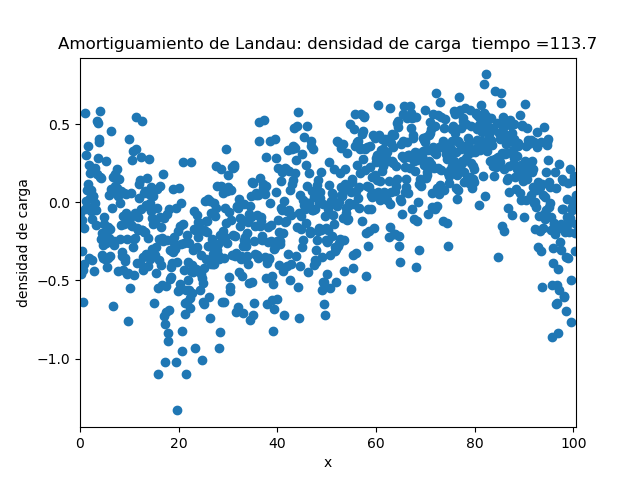 Amortiguamiento de Landau: densidad de carga  tiempo =113.7
densidad de carga
0.5
0.0
−0.5
−1.0
0 20 40 60 80 100
x